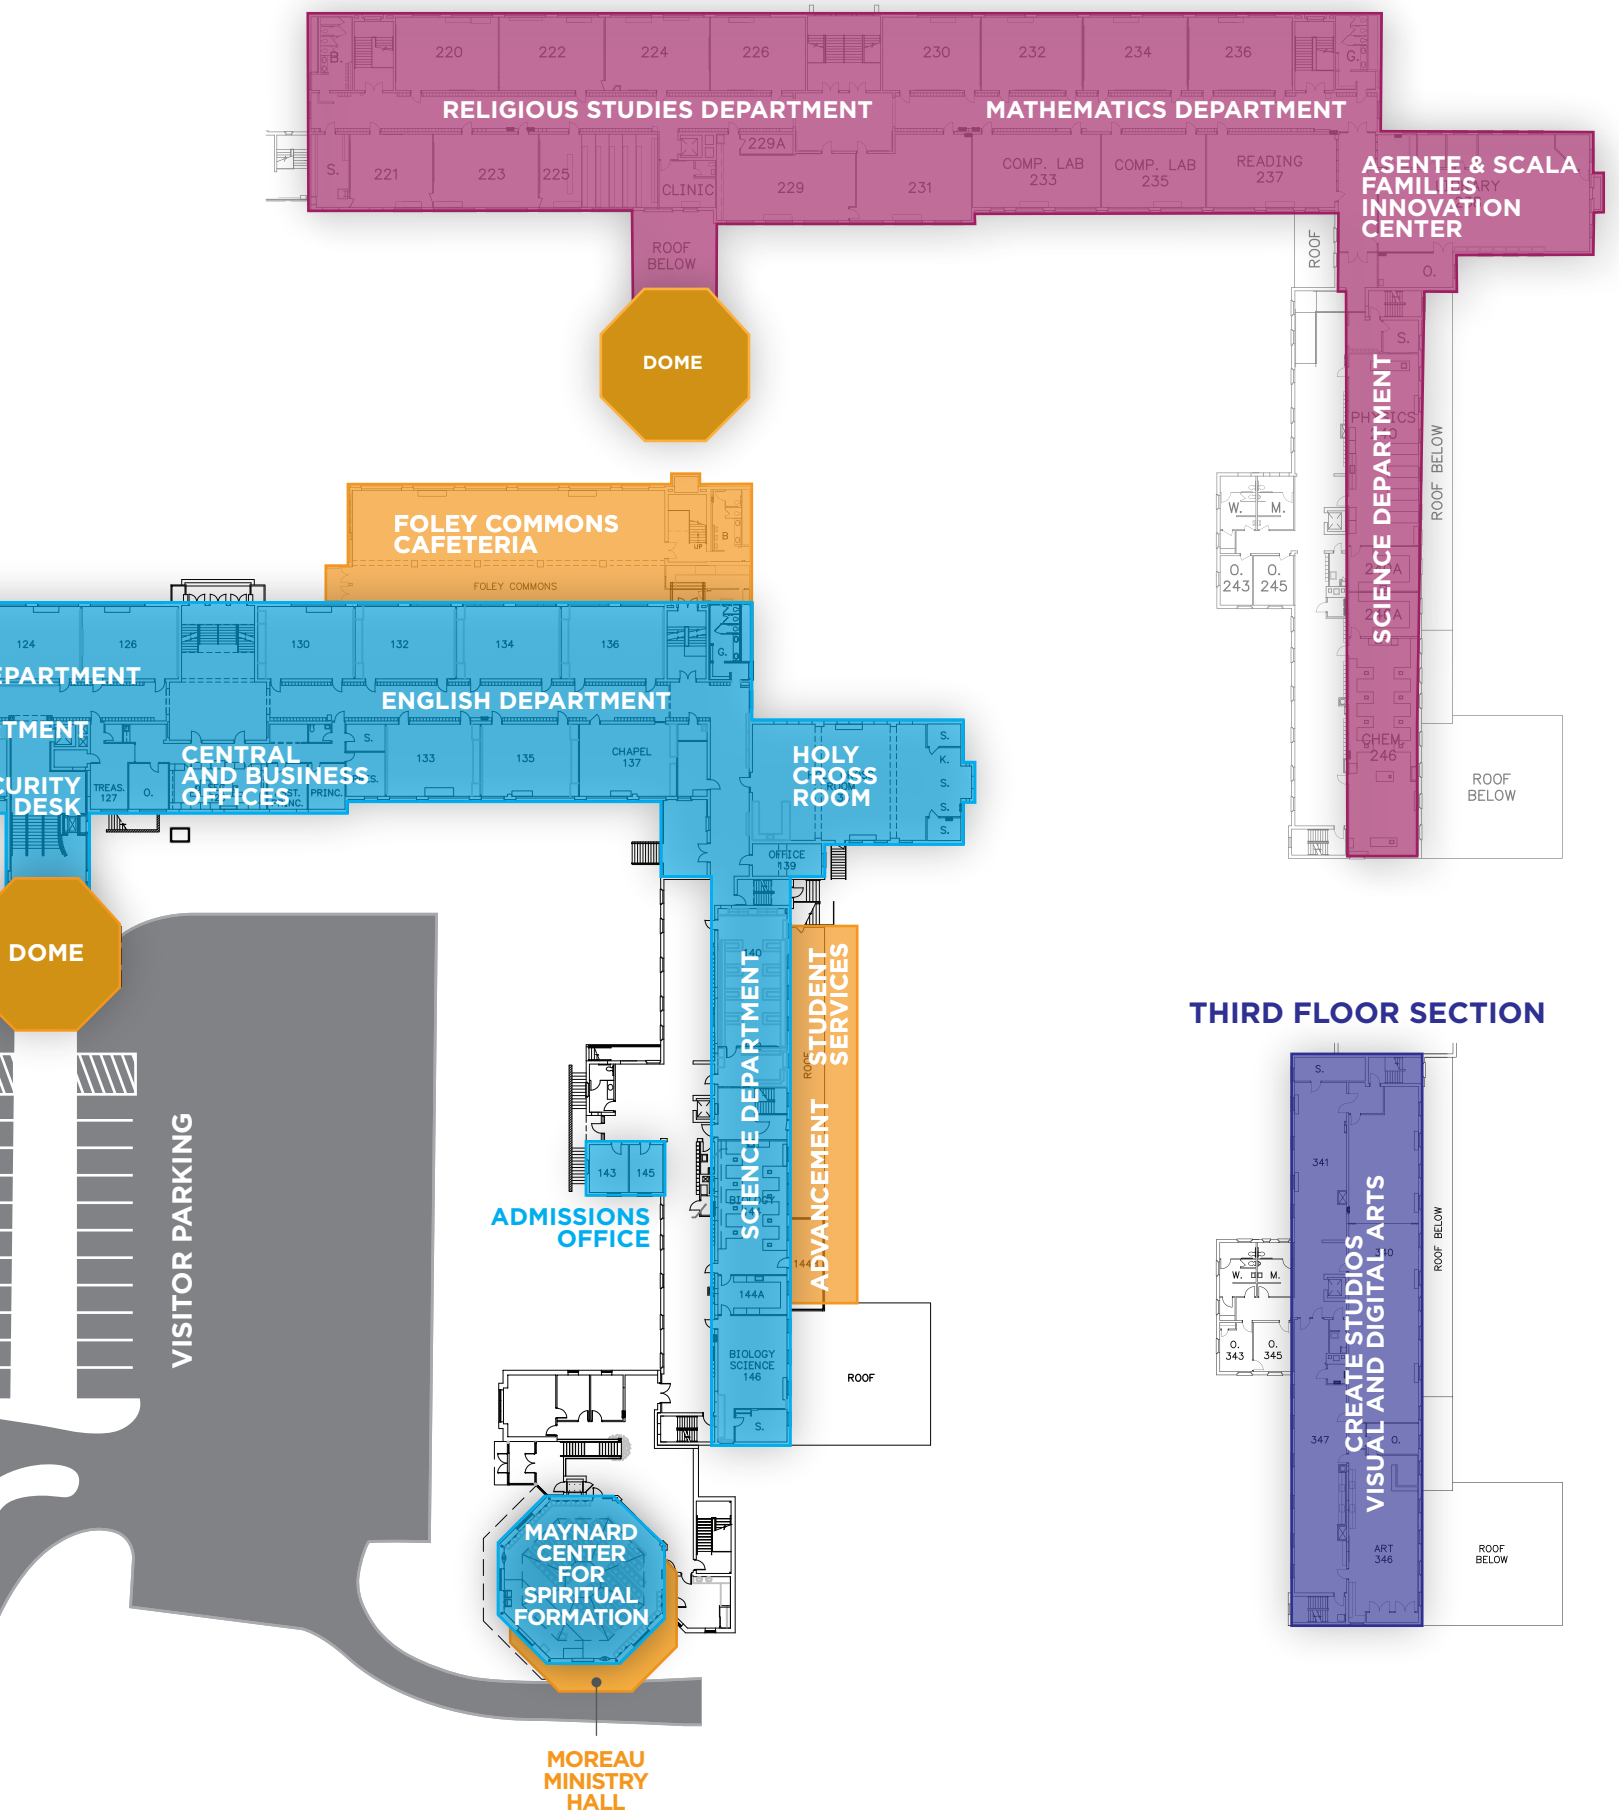 220
222
224
226
230
232
234
236
B.
G.
RELIGIOUS STUDIES DEPARTMENT
MATHEMATICS DEPARTMENT
S.
221
223
225
CLINIC
229A
229
231
COMP. LAB
233
COMP. LAB
235
READING
237
ASENTE & SCALA
FAMILIES
INNOVATION
CENTER
O.
ROOF
BELOW
ROOF
DOME
S.
SCIENCE DEPARTMENT
ROOF BELOW
W.
M.
O.
243
O.
245
CHEM.
246
ROOF
BELOW
FOLEY COMMONS
CAFETERIA
UP
B
FOLEY COMMONS
124
126
130
132
134
136
G.
EPARTMENT
ENGLISH DEPARTMENT
TMENT
CENTRAL
AND BUSINESS
OFFICES
S.
133
135
CHAPEL
137
CURITY
DESK
TREAS.
127
O.
PRINC.
HOLY
CROSS
ROOM
S.
K.
S.
S.
S.
OFFICE
139
DOME
VISITOR PARKING
140
SCIENCE DEPARTMENT
STUDENT
SERVICES
ADVANCEMENT
143
145
ADMISSIONS
OFFICE
144A
BIOLOGY
SCIENCE
146
S.
ROOF
MAYNARD
CENTER
FOR
SPIRITUAL
FORMATION
MOREAU
MINISTRY
HALL
THIRD FLOOR SECTION
S.
341
340
CREATE STUDIOS
VISUAL AND DIGITAL ARTS
ROOF BELOW
W.
M.
O.
343
O.
345
347
O.
ART
346
ROOF
BELOW